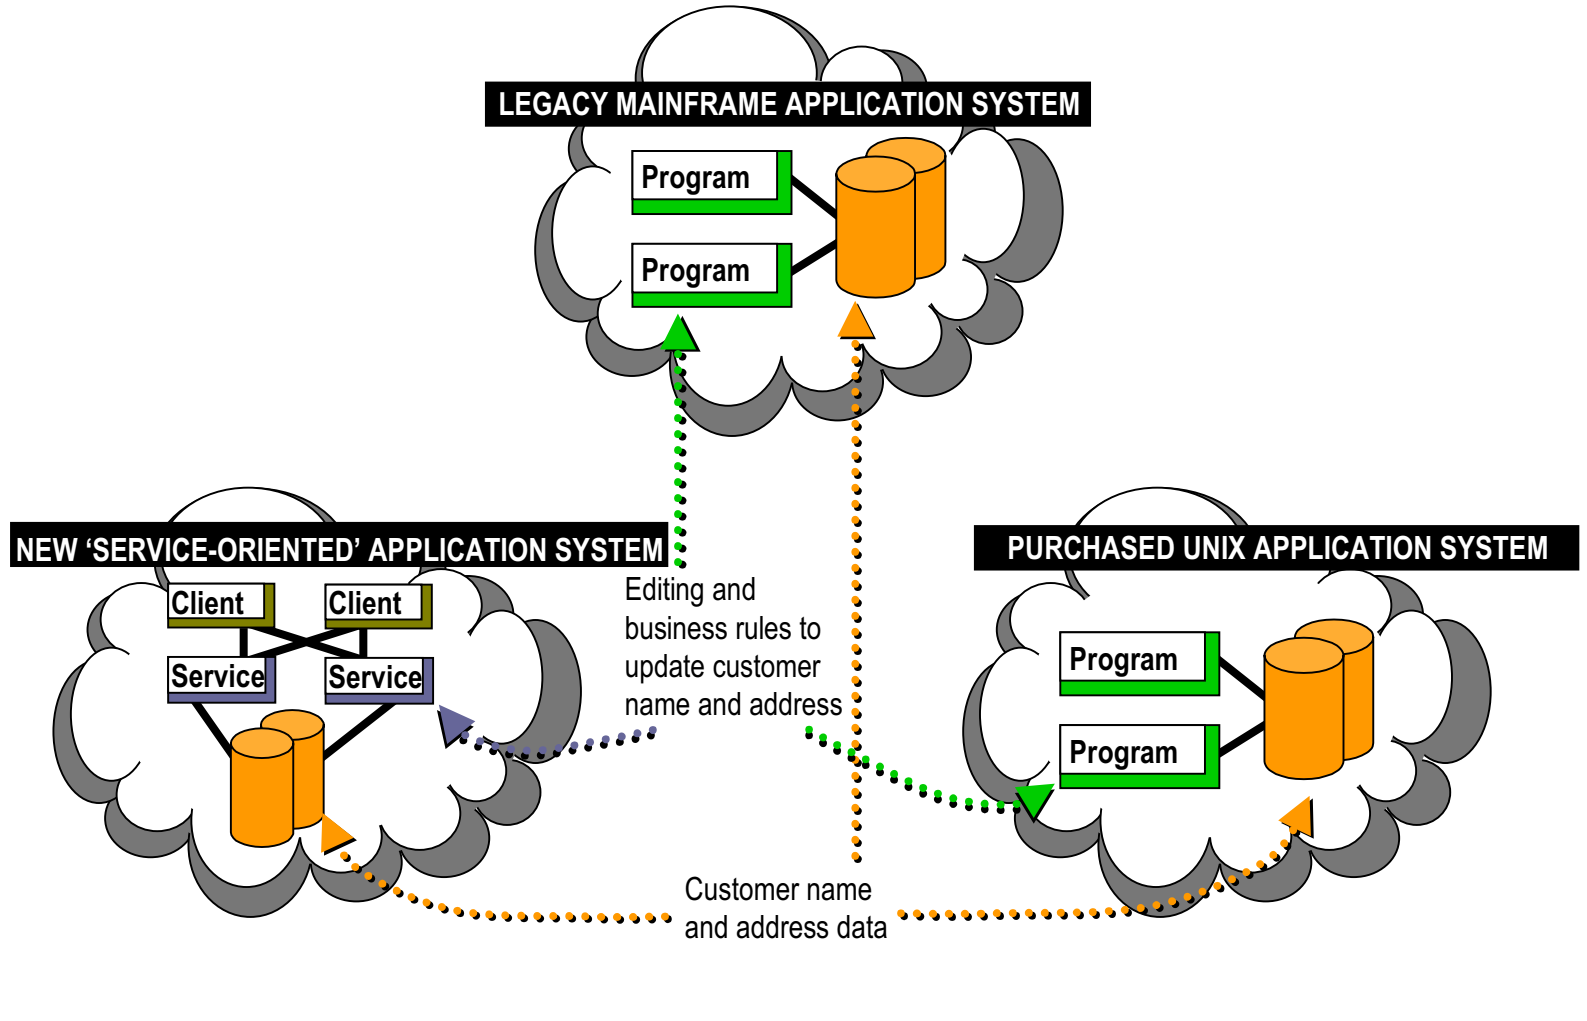 LEGACY MAINFRAME APPLICATION SYSTEM
Program
Program
NEW ‘SERVICE-ORIENTED’ APPLICATION SYSTEM
Client
Client
Service
Service
Editing and
business rules to
update customer
name and address
PURCHASED UNIX APPLICATION SYSTEM
Program
Program
Customer name
and address data